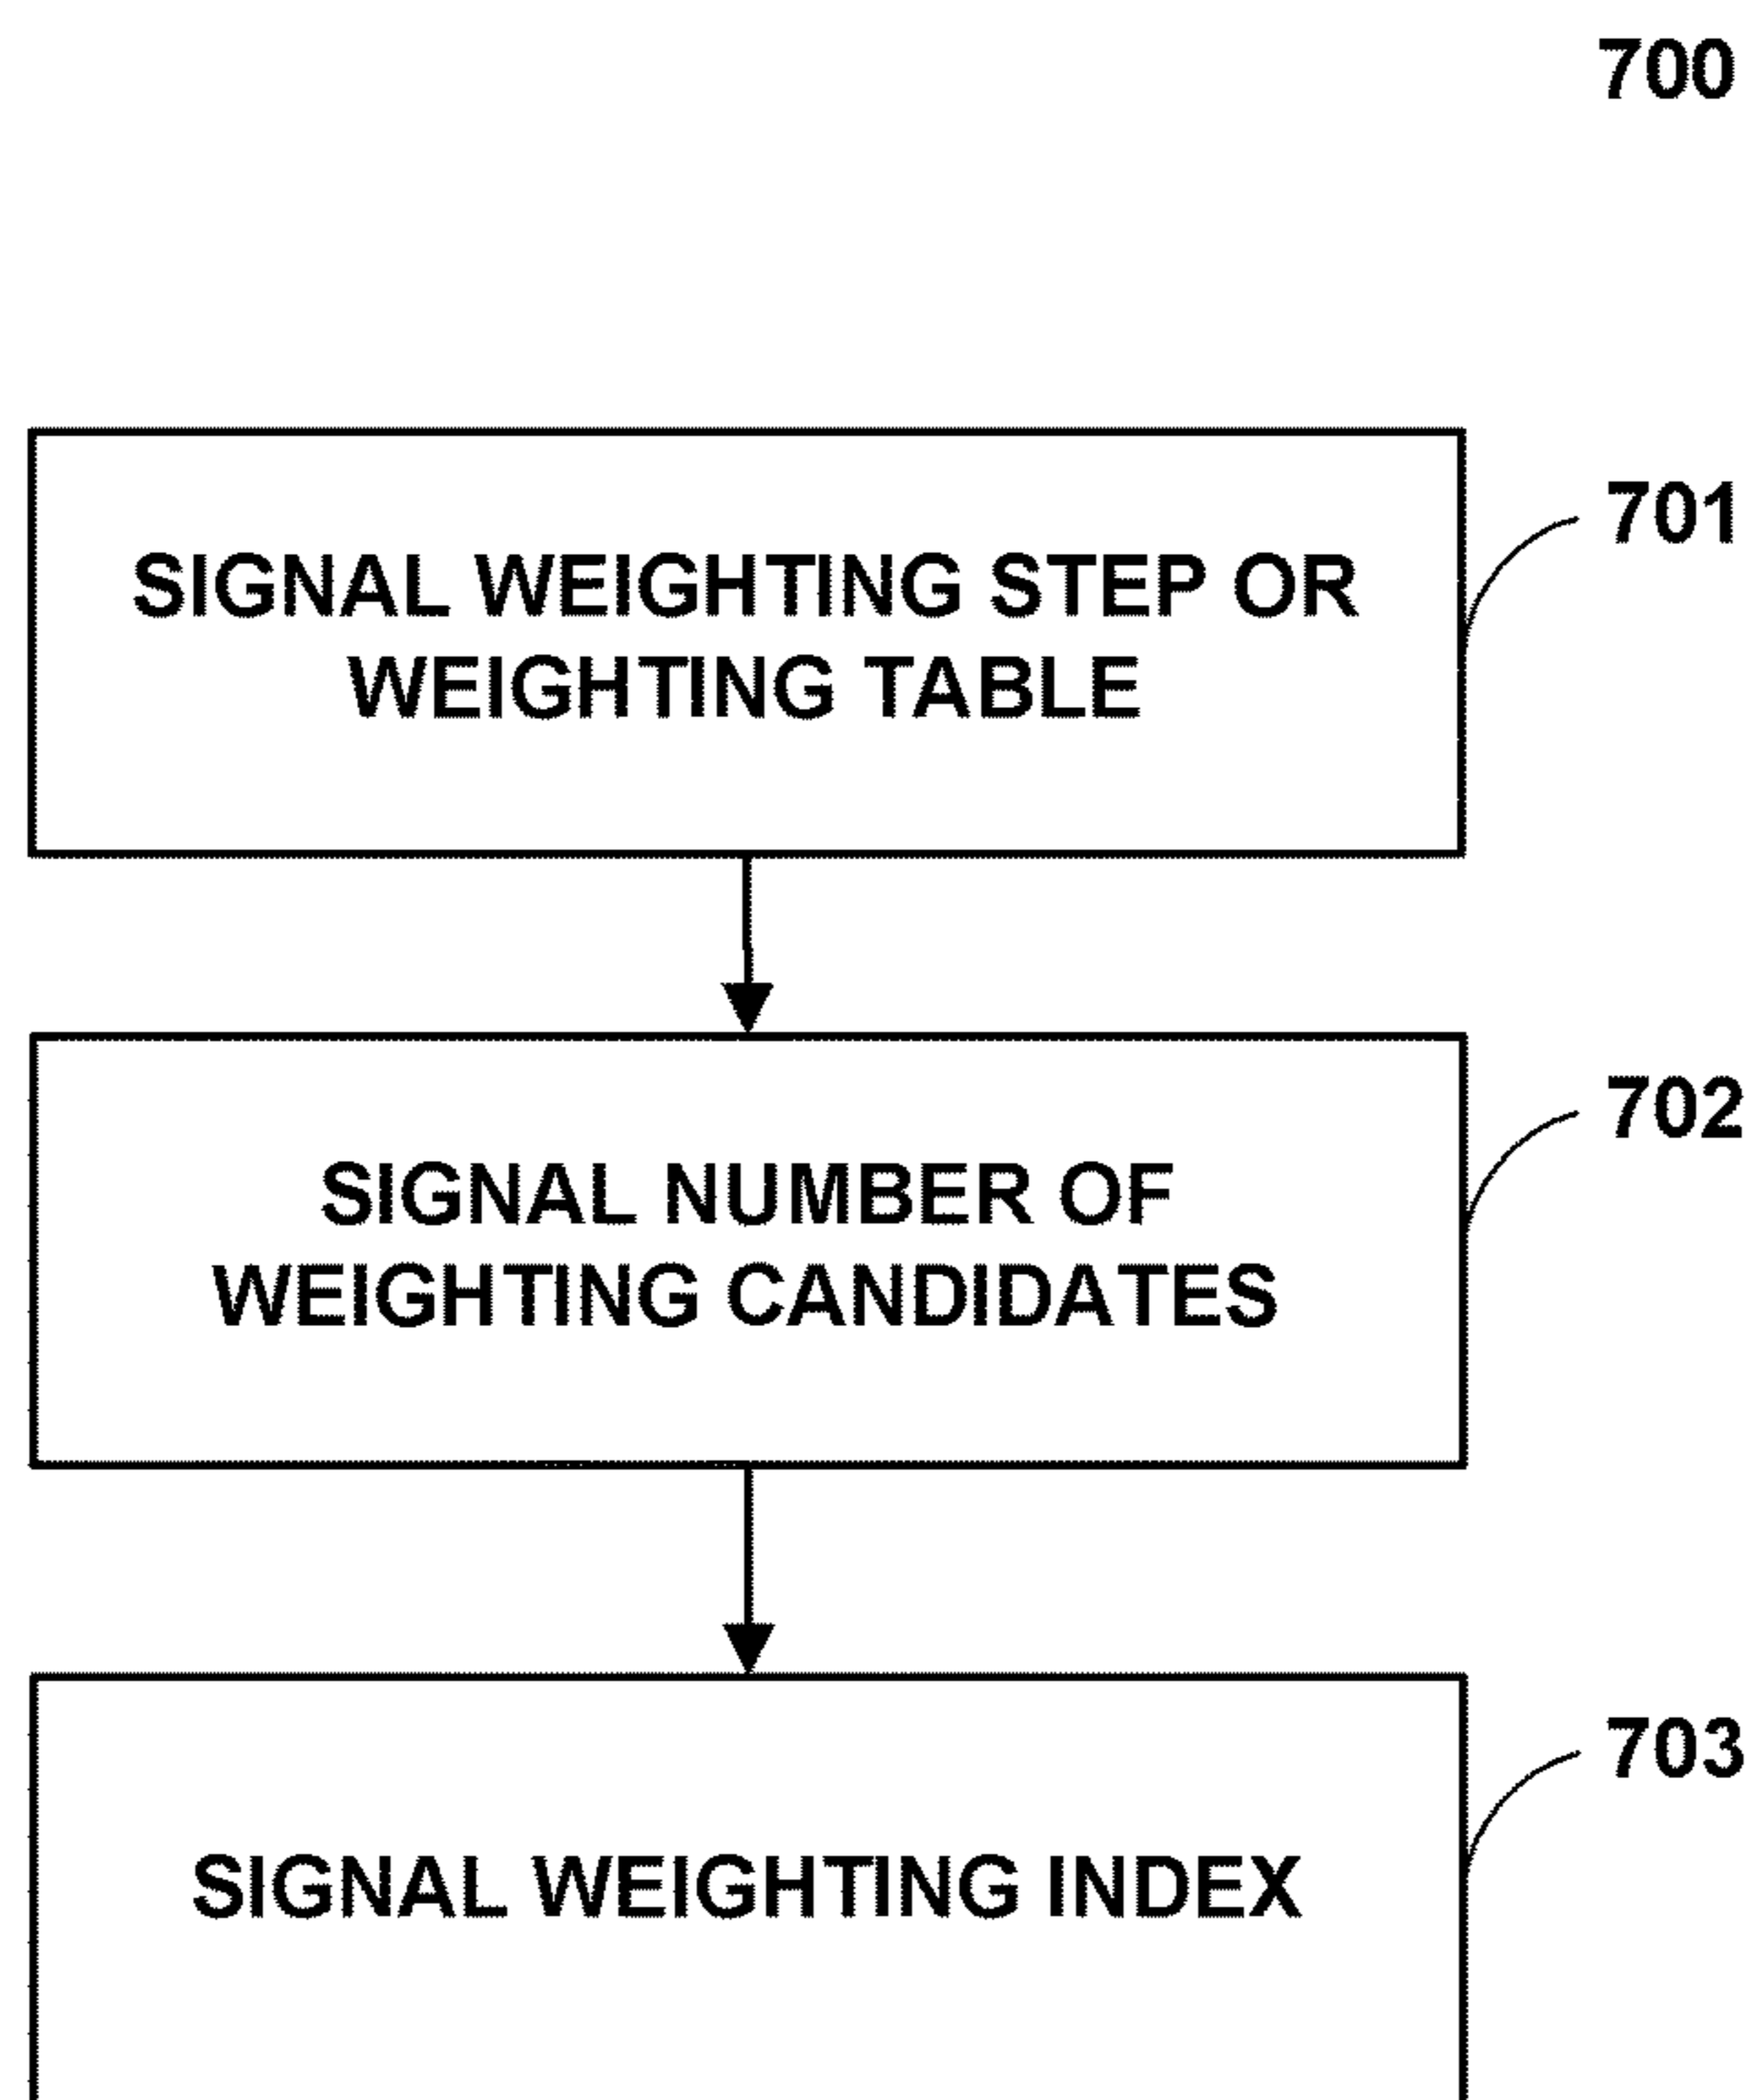 700
701
SIGNAL WEIGHTING STEP OR
WEIGHTING TABLE
702
SIGNAL NUMBER OF
WEIGHTING CANDIDATES
703
SIGNAL WEIGHTING INDEX